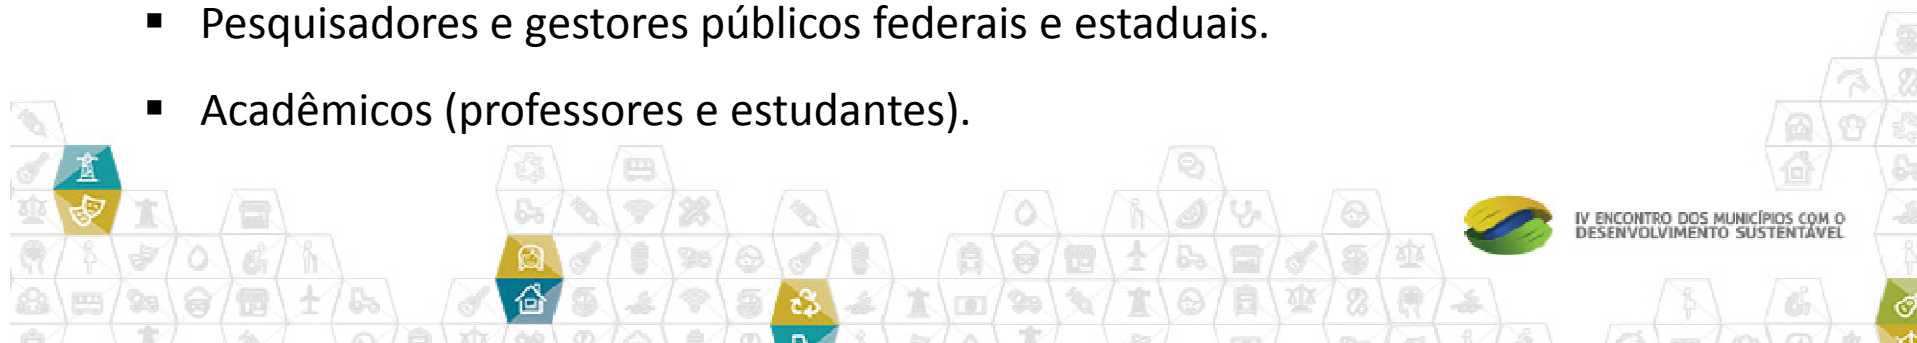 ▪ Pesquisadores e gestores públicos federais e estaduais.
▪ Acadêmicos (professores e estudantes).
IV ENCONTRO DOS MUNICÍPIOS COM O
DESENVOLVIMENTO SUSTENTÁVEL